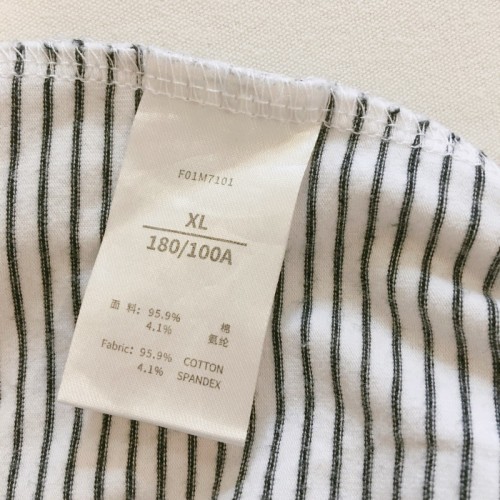 F01M7101
XL
180/100A
面 料: 95.9% 棉
4.1% 氨纶
Fabric: 95.9% COTTON
4.1% SPANDEX